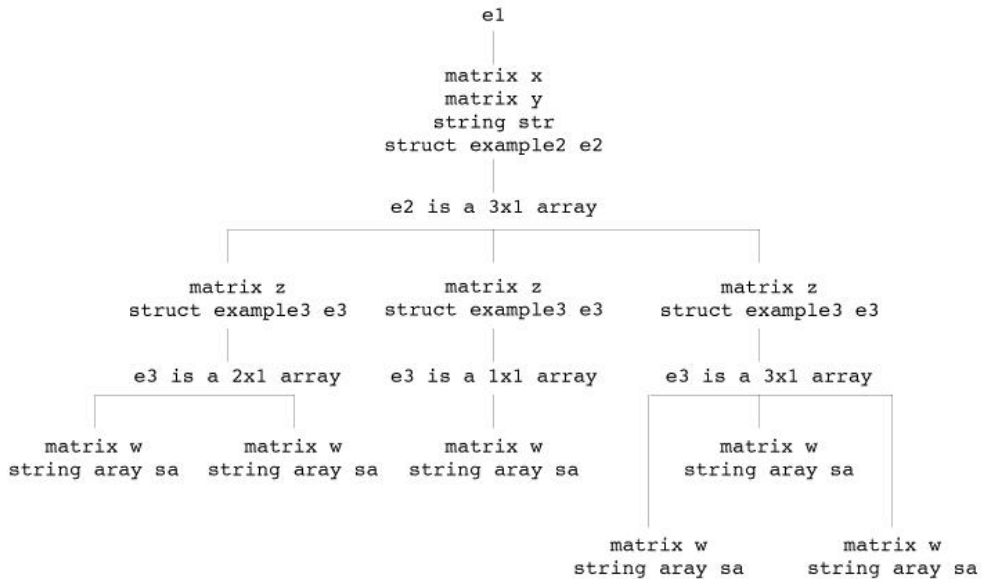 e1
matrix x
matrix y
string str
struct example2 e2
e2 is a 3x1 array
matrix z
struct example3 e3
matrix z
struct example3 e3
matrix z
struct example3 e3
e3 is a 2x1 array
e3 is a 1x1 array
e3 is a 3x1 array
matrix w
string aray sa
matrix w
string aray sa
matrix w
string aray sa
matrix w
string aray sa
matrix w
string aray sa
matrix w
string aray sa